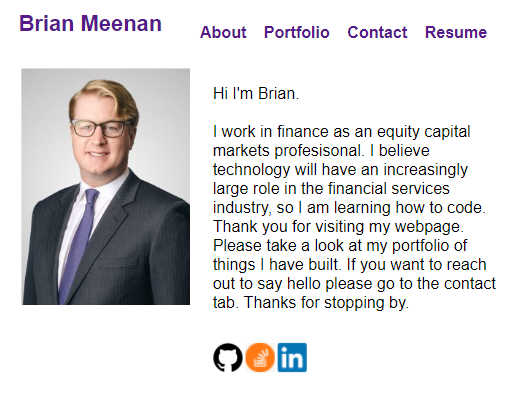 Brian Meenan
About Portfolio Contact Resume
Hi I'm Brian.
I work in finance as an equity capital
markets profesisonal. I believe
technology will have an increasingly
large role in the financial services
industry, so I am learning how to code.
Thank you for visiting my webpage.
Please take a look at my portfolio of
things I have built. If you want to reach
out to say hello please go to the contact
tab. Thanks for stopping by.
in